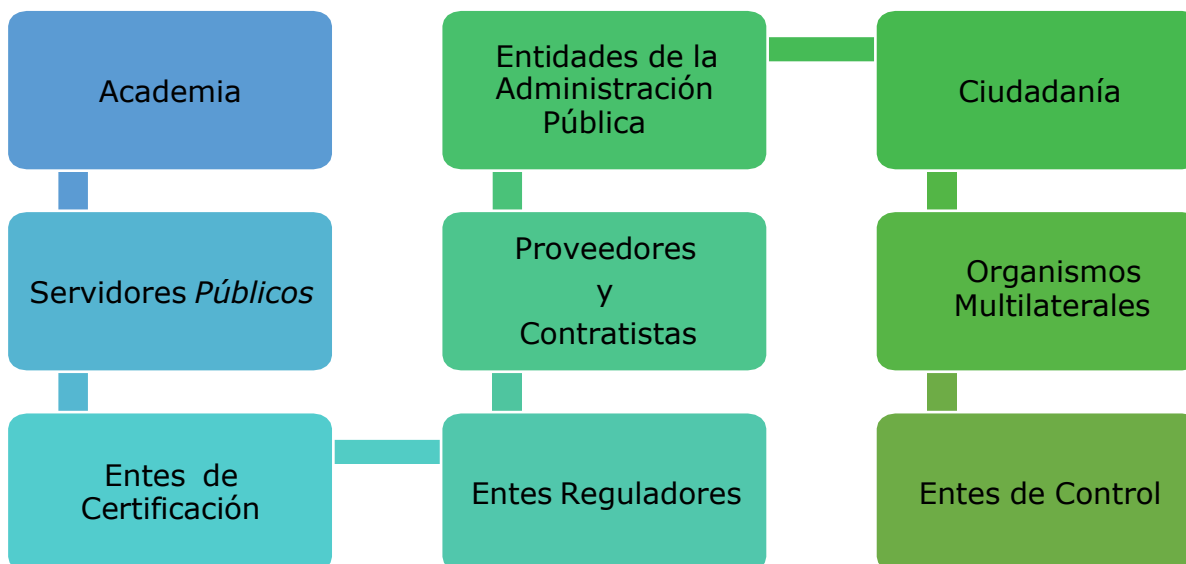 Academia
Servidores Públicos
Entes de
Certificación
Entes Reguladores
Proveedores
y
Contratistas
Entidades de la
Administración
Pública
Ciudadanía
Organismos
Multilaterales
Entes de Control